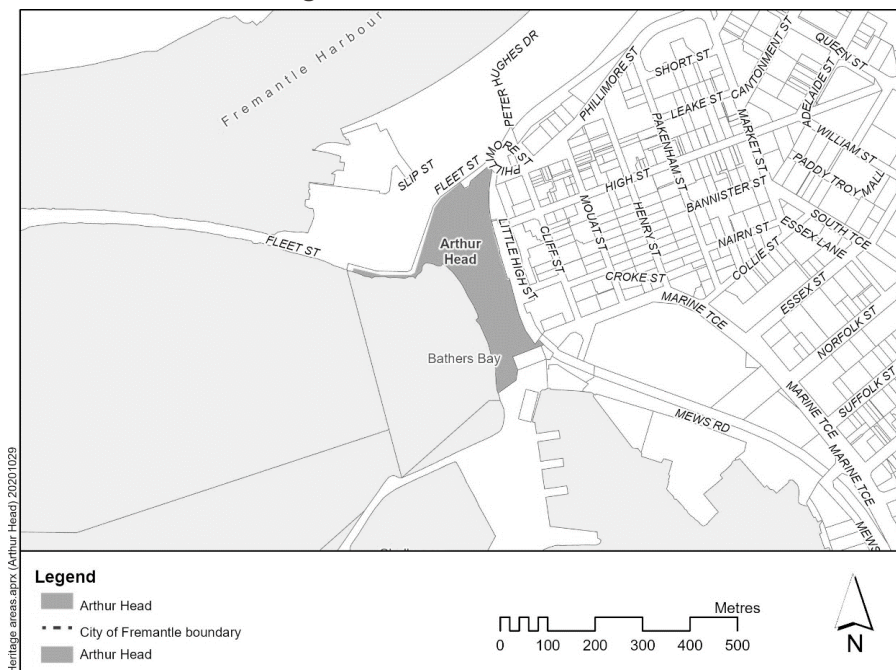 Fremantle Harbour
PETER HUGHES DR
PHILLIMORE ST
SHORT ST
CANTONMENT ST
QUEEN ST
ADELAIDE ST
LEAKE ST
MARKET ST
PAKENHAM ST
WILLIAM ST
PADDY TROY MALL
SLIP ST
FLEET ST
PHILLIMORE ST
HIGH ST
BANNISTER ST
SOUTH TCE
ESSEX LANE
FLEET ST
Arthur
Head
LITTLE HIGH ST
CLIFF ST
MOUAT ST
HENRY ST
NAIRN ST
COLLIE ST
ESSEX ST
CROKE ST
MARINE TCE
NORFOLK ST
SUFFOLK ST
Bathers Bay
MEWS RD
MARINE TCE
MARINE TCE
MEWS
Heritage areas.aprx (Arthur Head) 20201029
Legend
Arthur Head
City of Fremantle boundary
Arthur Head
Metres
0 100 200 300 400 500
N